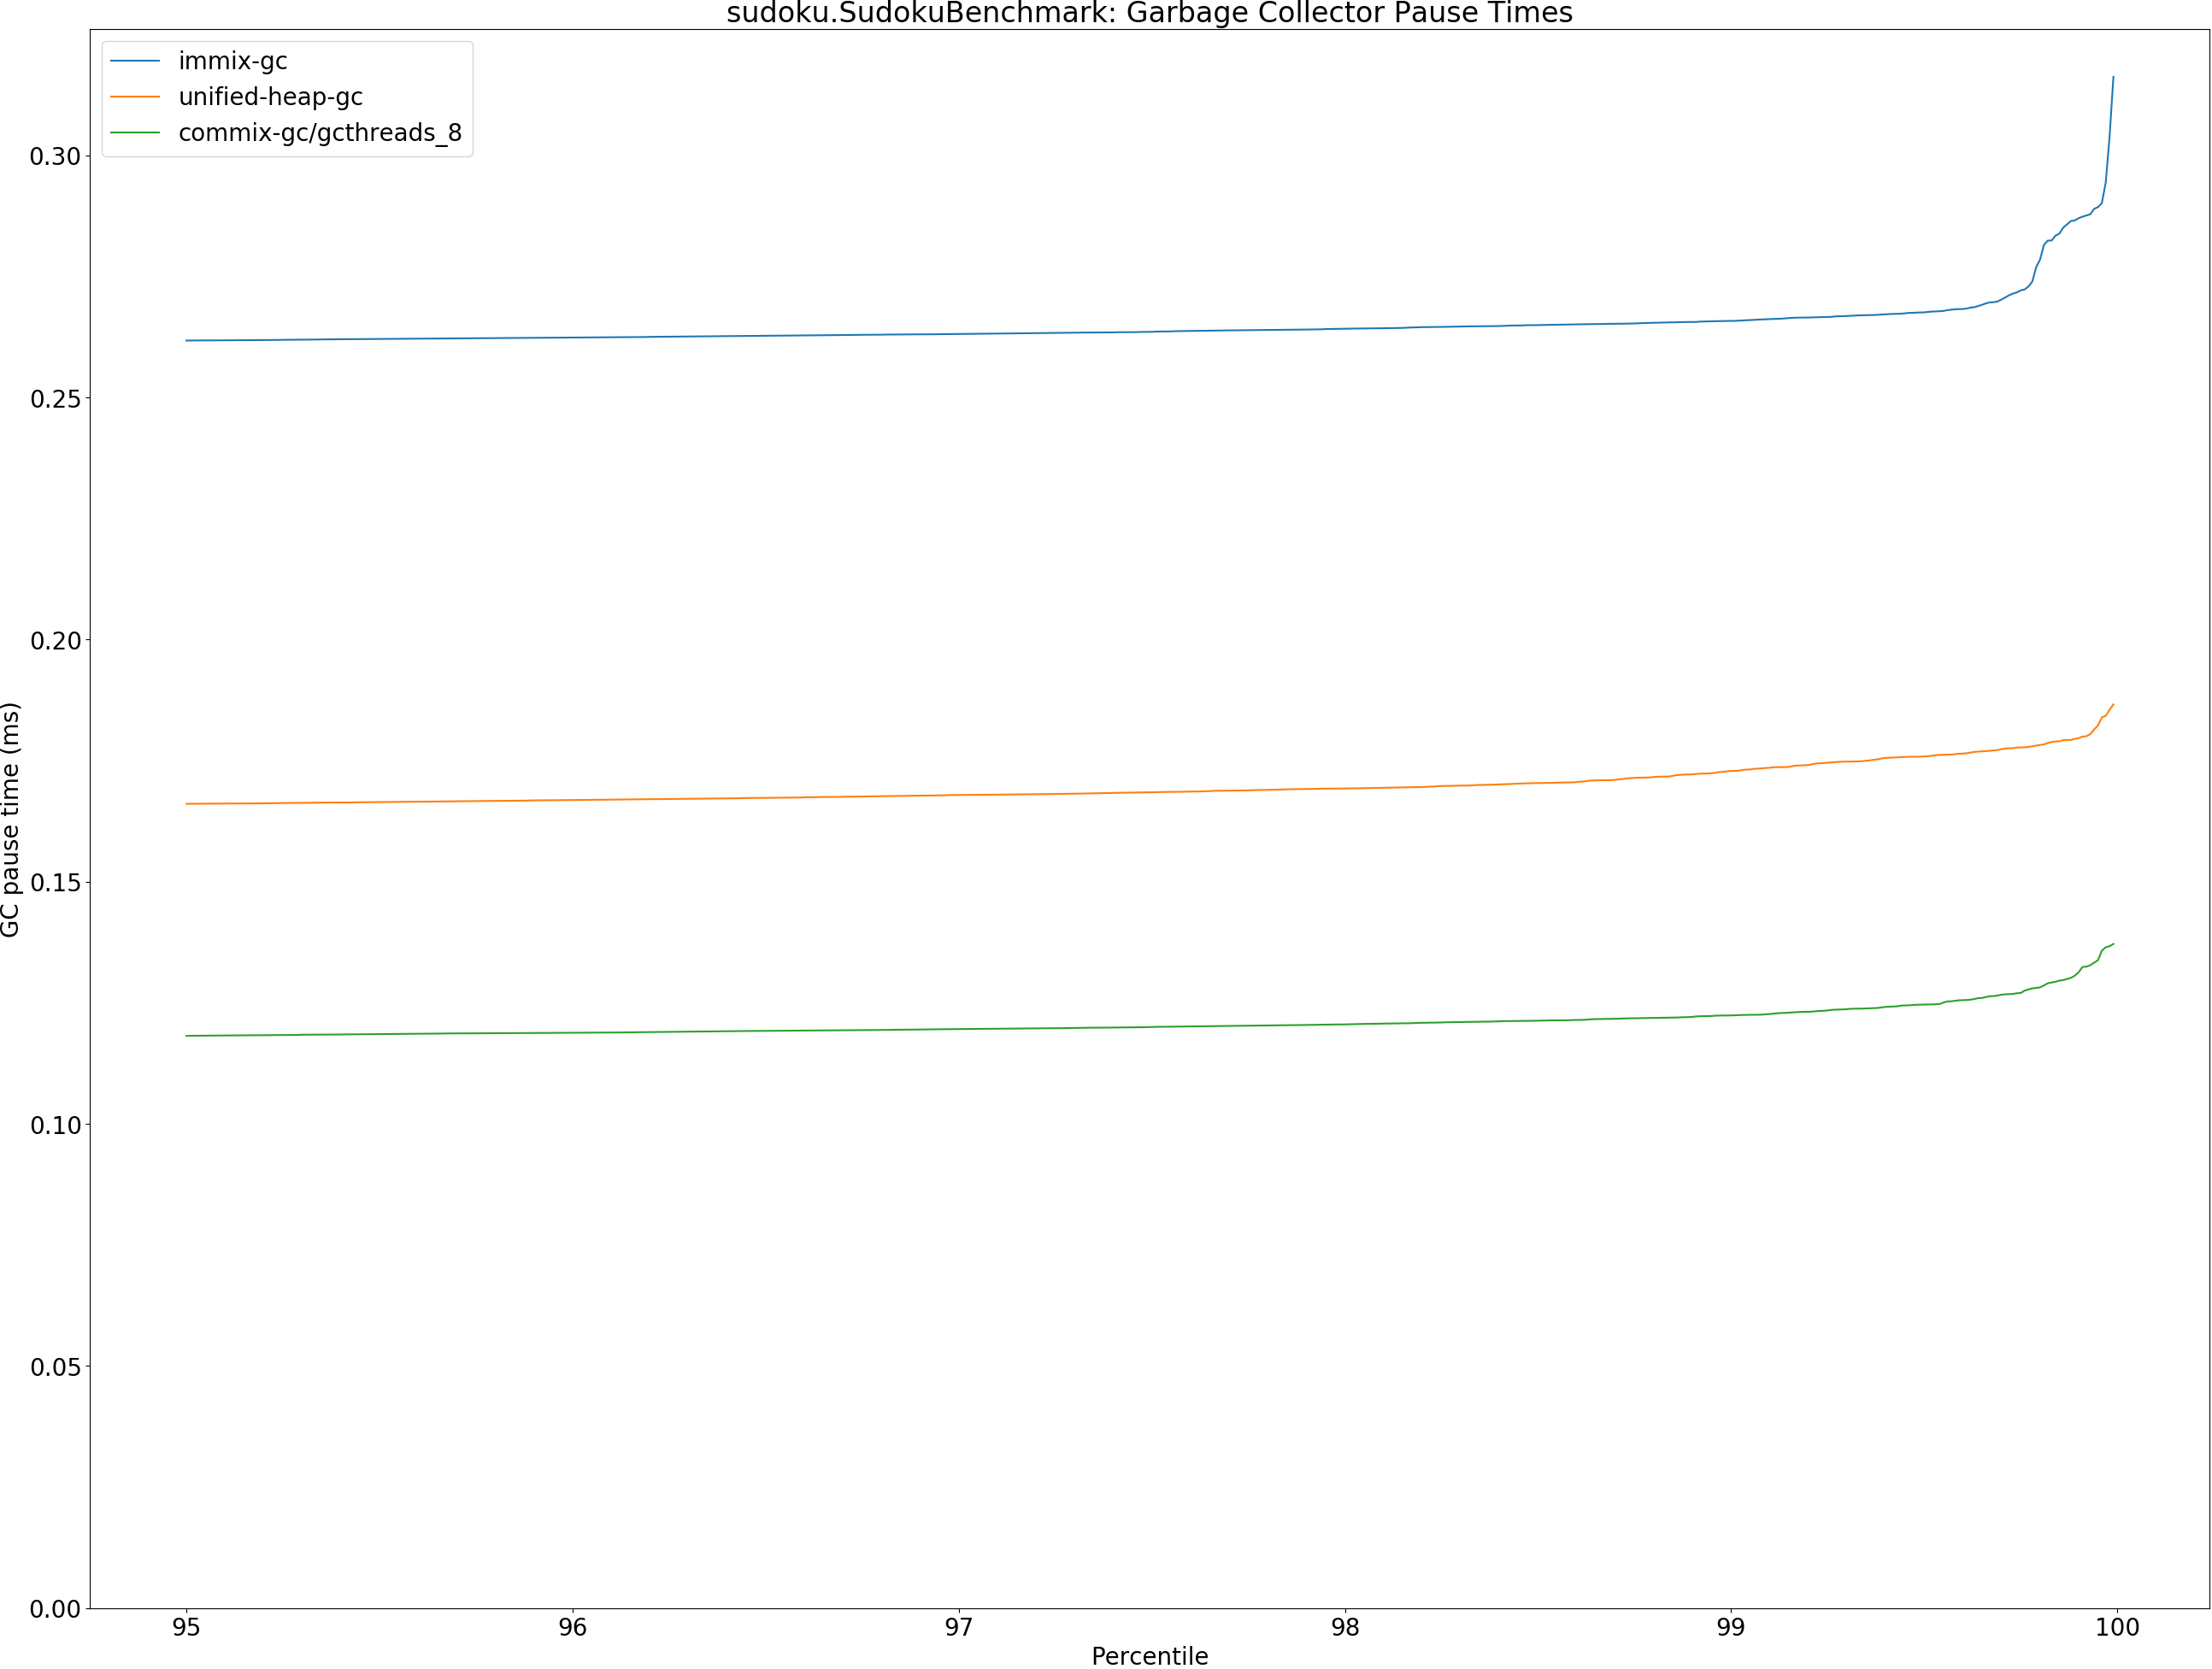 sudoku.SudokuBenchmark: Garbage Collector Pause Times
immix-gc
unified-heap-gc
commix-gc/gcthreads_8
0.30
0.25
0.20
0.15
0.10
0.05
0.00
GC pause time (ms)
95 96 97 98 99 100
Percentile